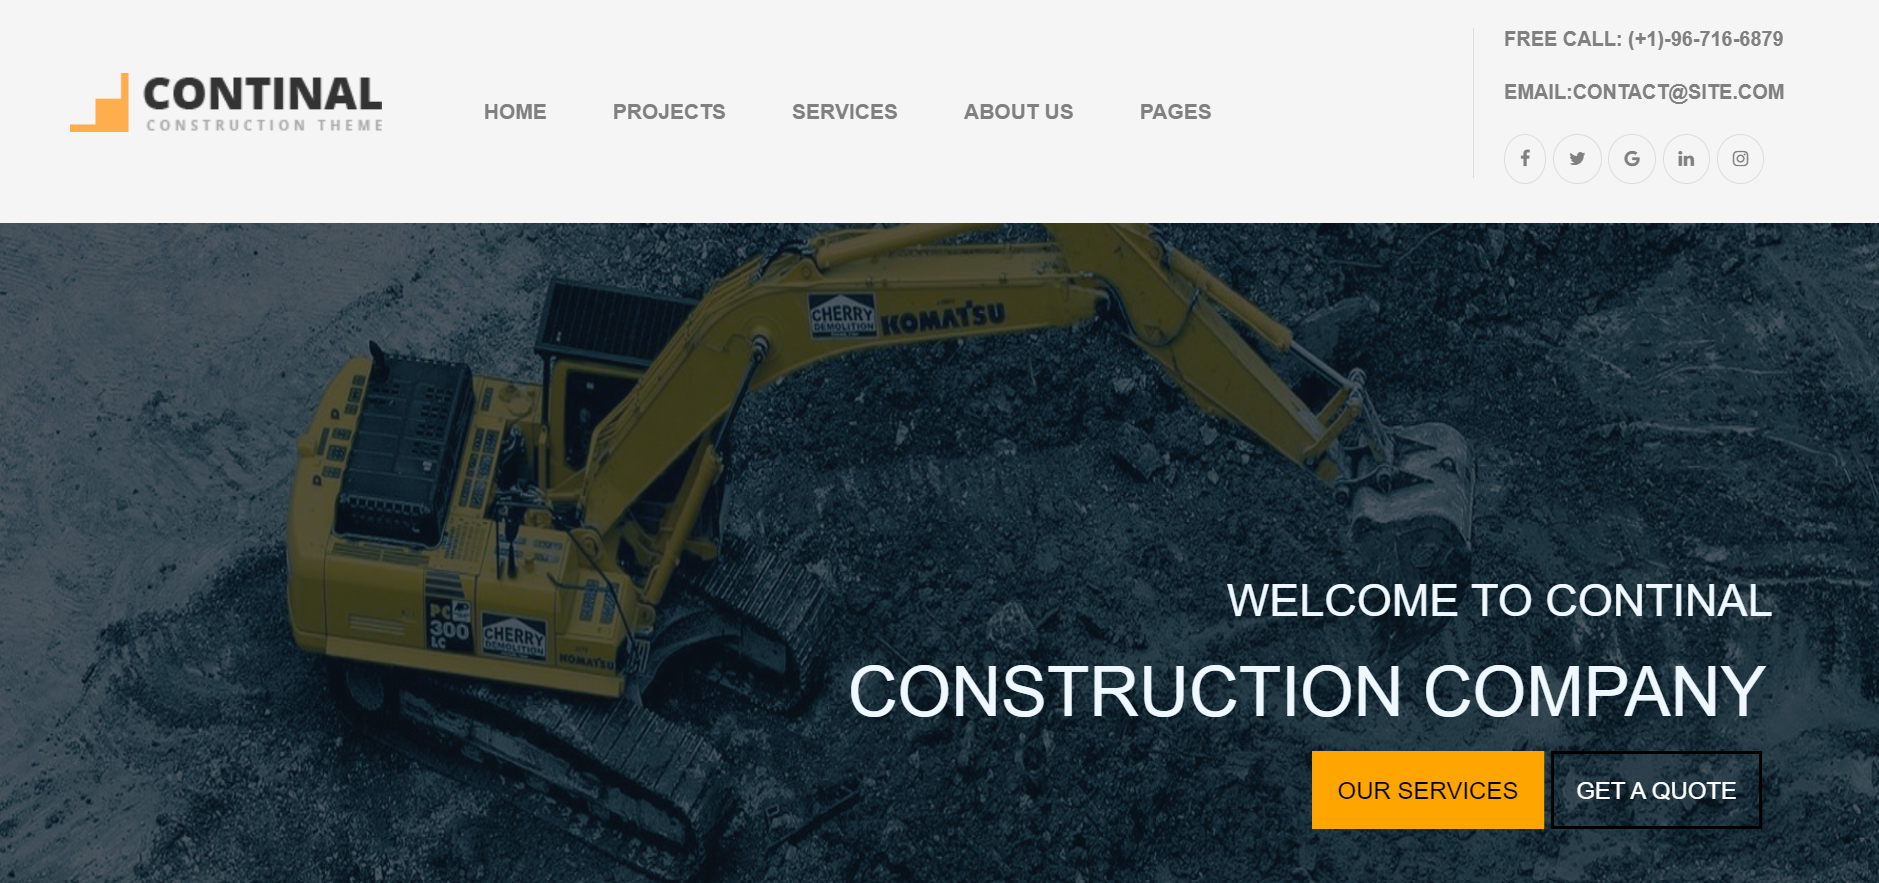 CONTINAL
CONSTRUCTION THEME
HOME PROJECTS SERVICES ABOUT US PAGES
FREE CALL: (+1)-96-716-6879
EMAIL:CONTACT@SITE.COM
CHERRY
DEMOLITION
KOMATSU
PC
300
LC
CHERRY
DEMOLITION
KOMATSU
WELCOME TO CONTINAL
CONSTRUCTION COMPANY
OUR SERVICES GET A QUOTE